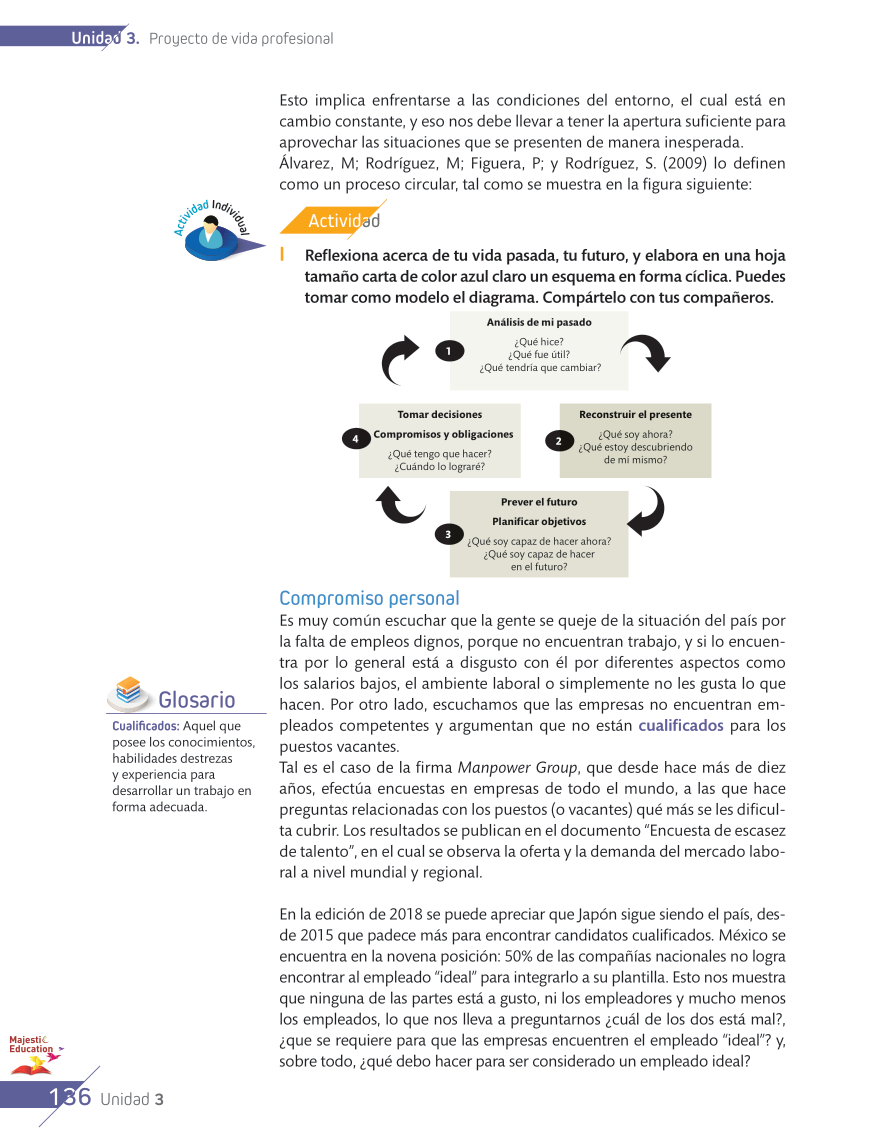 Unidad 3. Proyecto de vida profesional
Esto implica enfrentarse a las condiciones del entorno, el cual está en
cambio constante, y eso nos debe llevar a tener la apertura suficiente para
aprovechar las situaciones que se presenten de manera inesperada.
Álvarez, M; Rodríguez, M; Figuera, P; y Rodríguez, S. (2009) lo definen
como un proceso circular, tal como se muestra en la figura siguiente:
Actividad Individual
Actividad
Reflexiona acerca de tu vida pasada, tu futuro, y elabora en una hoja
tamaño carta de color azul claro un esquema en forma cíclica. Puedes
tomar como modelo el diagrama. Compártelo con tus compañeros.
1
Análisis de mi pasado
¿Qué hice?
¿Qué fue útil?
¿Qué tendría que cambiar?
2
Reconstruir el presente
¿Qué soy ahora?
¿Qué estoy descubriendo
de mí mismo?
3
Prever el futuro
Planificar objetivos
¿Qué soy capaz de hacer ahora?
¿Qué soy capaz de hacer
en el futuro?
4
Tomar decisiones
Compromisos y obligaciones
¿Qué tengo que hacer?
¿Cuándo lo lograré?
Compromiso personal
Es muy común escuchar que la gente se queje de la situación del país por
la falta de empleos dignos, porque no encuentran trabajo, y si lo encuen-
tra por lo general está a disgusto con él por diferentes aspectos como
los salarios bajos, el ambiente laboral o simplemente no les gusta lo que
hacen. Por otro lado, escuchamos que las empresas no encuentran em-
pleados competentes y argumentan que no están cualificados para los
puestos vacantes.
Tal es el caso de la firma Manpower Group, que desde hace más de diez
años, efectúa encuestas en empresas de todo el mundo, a las que hace
preguntas relacionadas con los puestos (o vacantes) qué más se les dificul-
ta cubrir. Los resultados se publican en el documento “Encuesta de escasez
de talento”, en el cual se observa la oferta y la demanda del mercado labo-
ral a nivel mundial y regional.
En la edición de 2018 se puede apreciar que Japón sigue siendo el país, des-
de 2015 que padece más para encontrar candidatos cualificados. México se
encuentra en la novena posición: 50% de las compañías nacionales no logra
encontrar al empleado “ideal” para integrarlo a su plantilla. Esto nos muestra
que ninguna de las partes está a gusto, ni los empleadores y mucho menos
los empleados, lo que nos lleva a preguntarnos ¿cuál de los dos está mal?,
¿que se requiere para que las empresas encuentren el empleado “ideal”? y,
sobre todo, ¿qué debo hacer para ser considerado un empleado ideal?
Glosario
Cualificados: Aquel que
posee los conocimientos,
habilidades destrezas
y experiencia para
desarrollar un trabajo en
forma adecuada.
Majestic
Education
136 Unidad 3